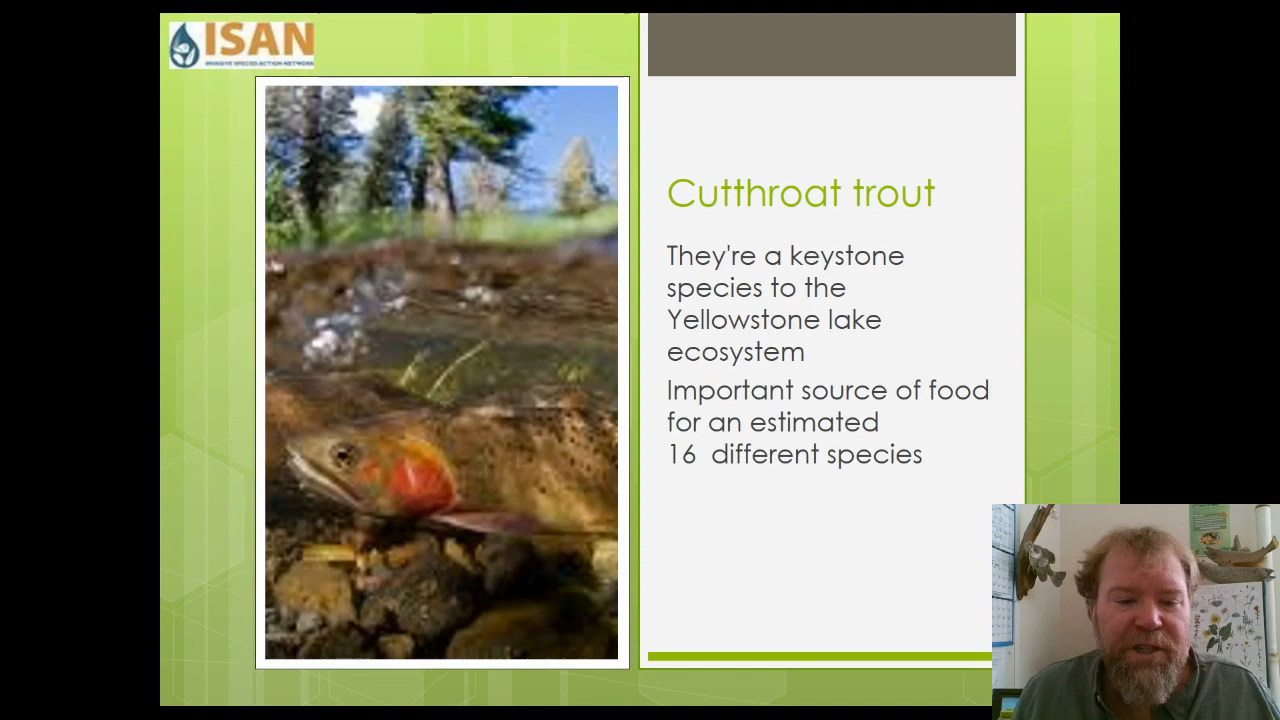 ISAN
INVASIVE SPECIES ACTION NETWORK
Cutthroat trout
They're a keystone
species to the
Yellowstone lake
ecosystem
Important source of food
for an estimated
16  different species